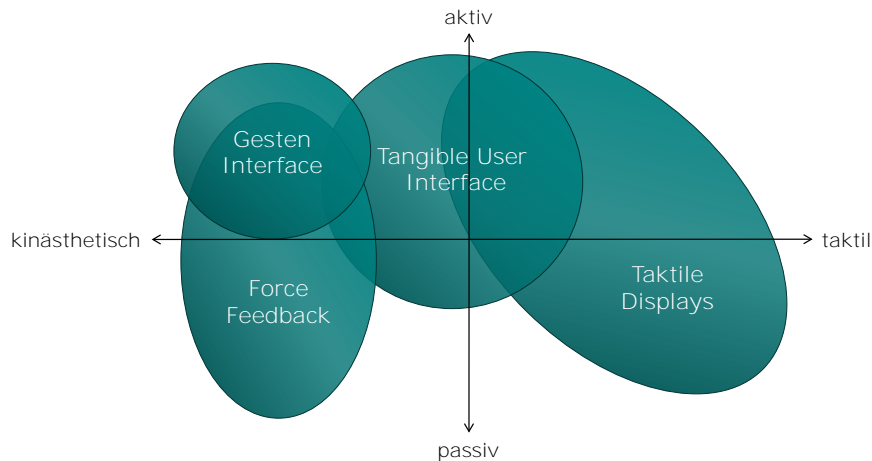 aktiv
Gesten
Interface
Tangible User
Interface
kinästhetisch
taktil
Force
Feedback
Taktile
Displays
passiv